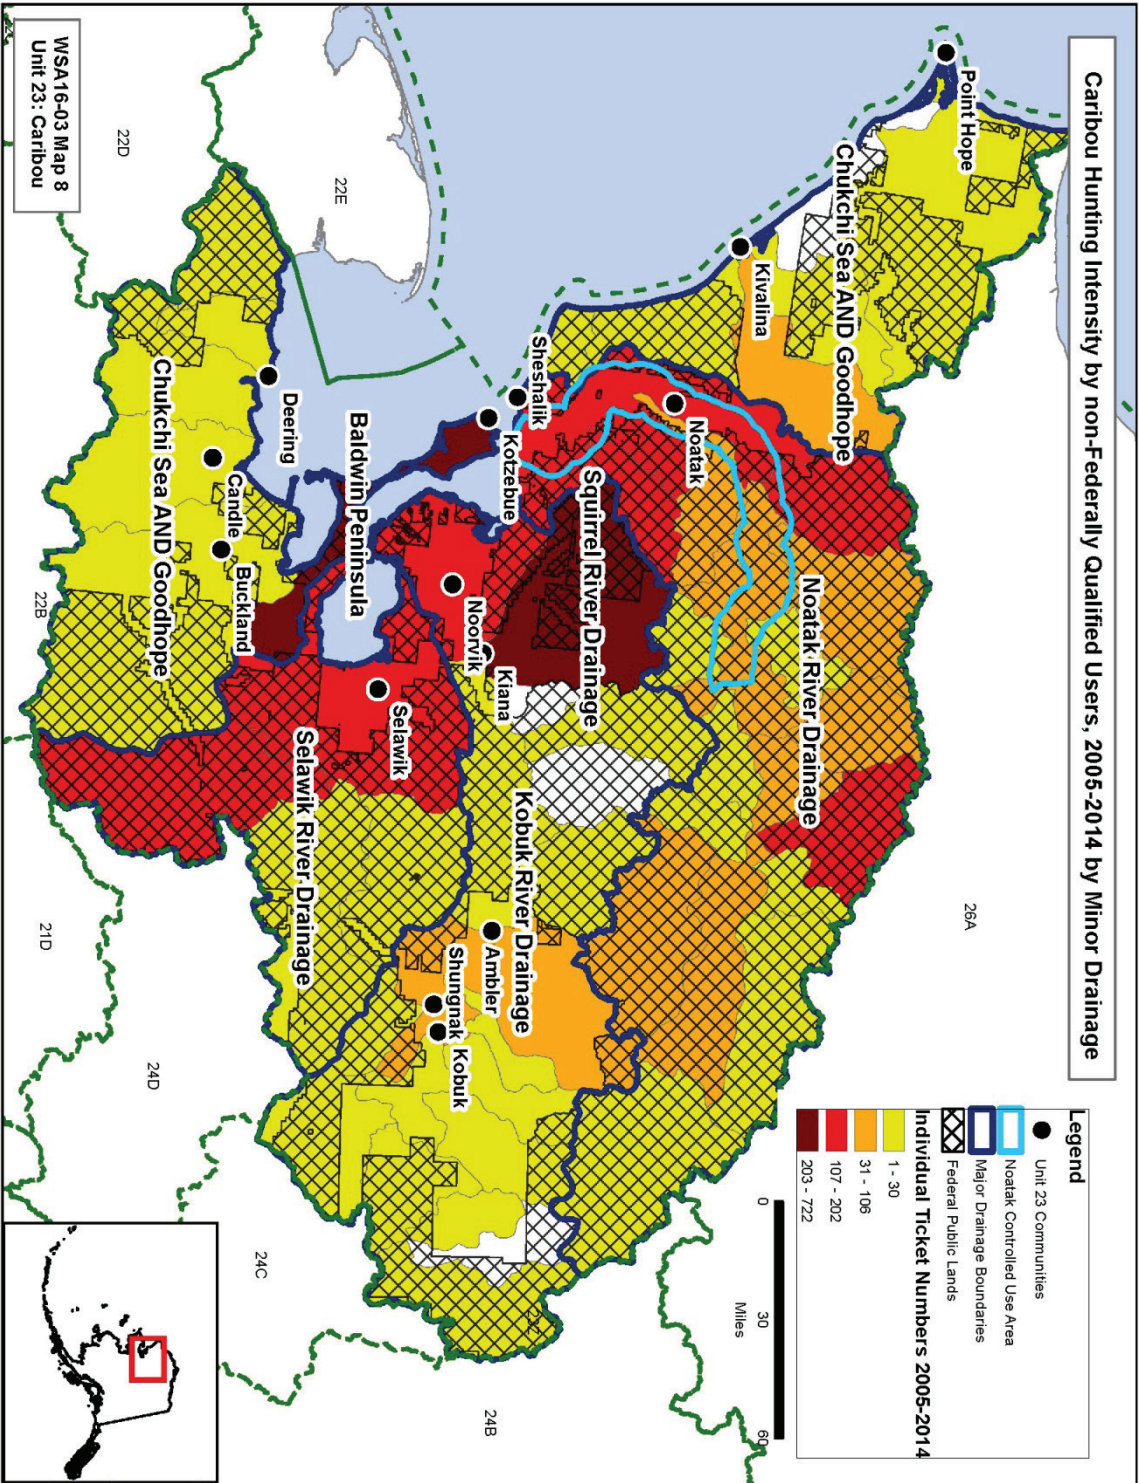 Caribou Hunting Intensity by non-Federally Qualified Users, 2005-2014 by Minor Drainage
Legend
Unit 23 Communities
Noatak Controlled Use Area
Major Drainage Boundaries
Federal Public Lands
Individual Ticket Numbers 2005-2014
1 - 30
31 - 106
107 - 202
203 - 722
0 30 60
Miles
26A
Point Hope
Chukchi Sea AND Goodhope
Kivalina
Noatak
Noatak River Drainage
Sheshalik
Kotzebue
Squirrel River Drainage
Noorvik
Kiana
Kobuk River Drainage
Ambler
Shungnak
Kobuk
Baldwin Peninsula
Selawik
Selawik River Drainage
Deering
Candle
Buckland
Chukchi Sea AND Goodhope
22E
22D
22B
21D
24D
24C
24B
23Z
WSA16-03 Map 8
Unit 23: Caribou